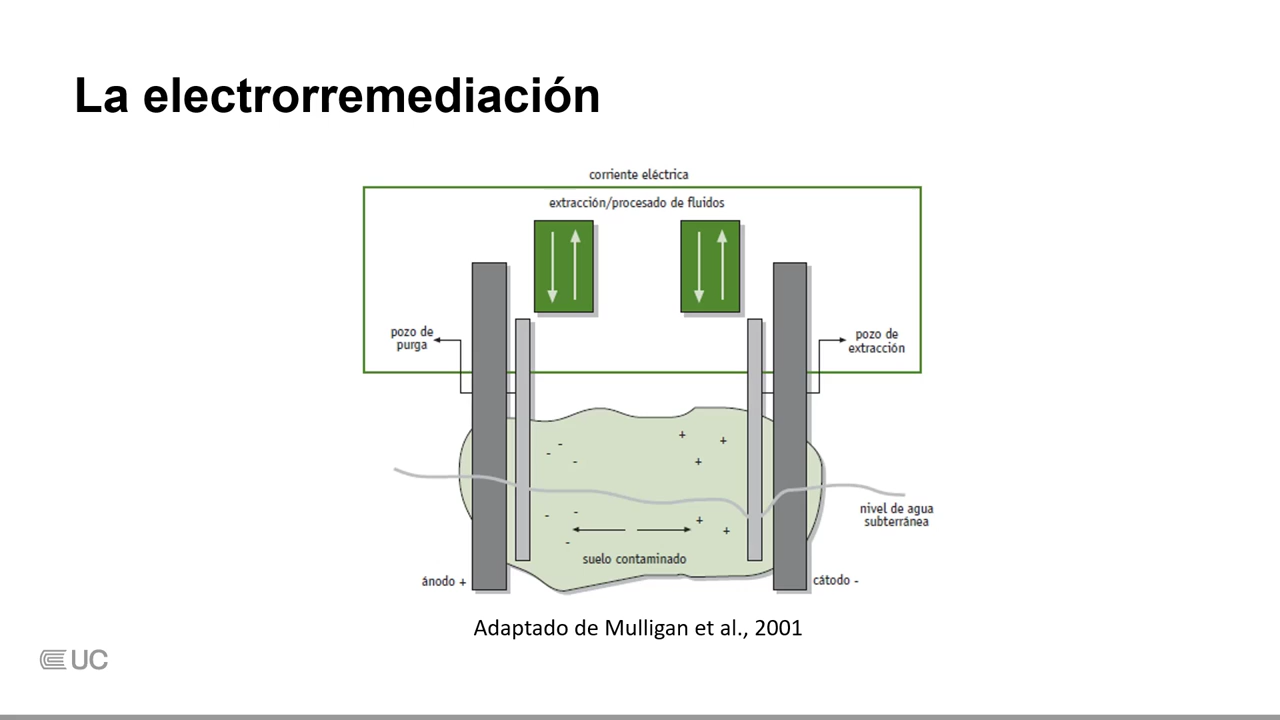 La electrorremediación
corriente eléctrica
extracción/procesado de fluidos
pozo de
purga
pozo de
extracción
- - -
+ + +
nivel de agua
subterránea
- - -
+ +
suelo contaminado
ánodo +
cátodo -
Adaptado de Mulligan et al., 2001
UC